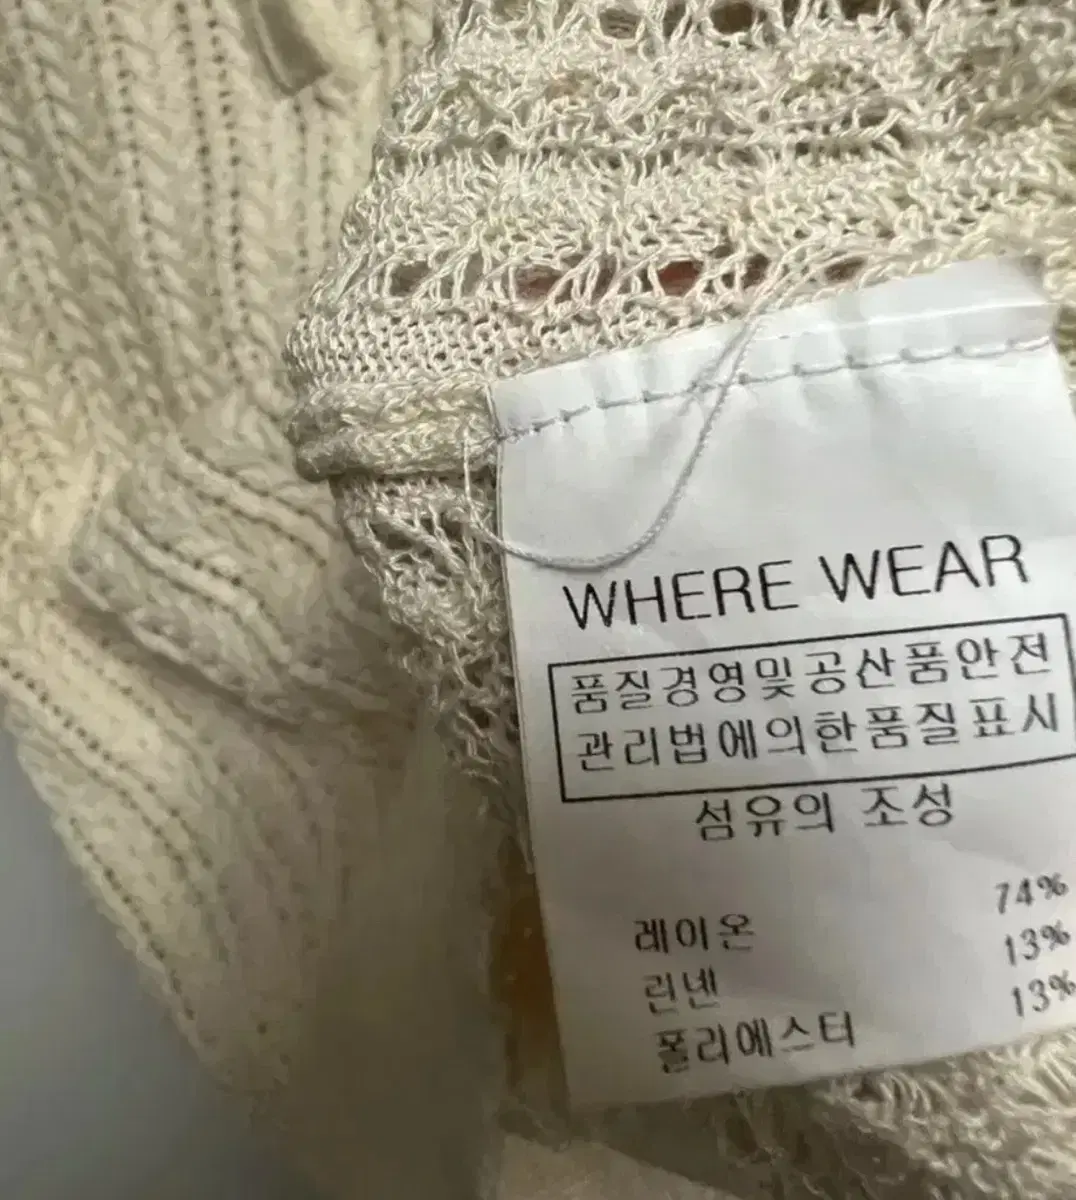 WHERE WEAR
품질경영및공산품안전
관리법에의한품질표시
섬유의 조성
레이온 74%
린넨 13%
폴리에스터 13%